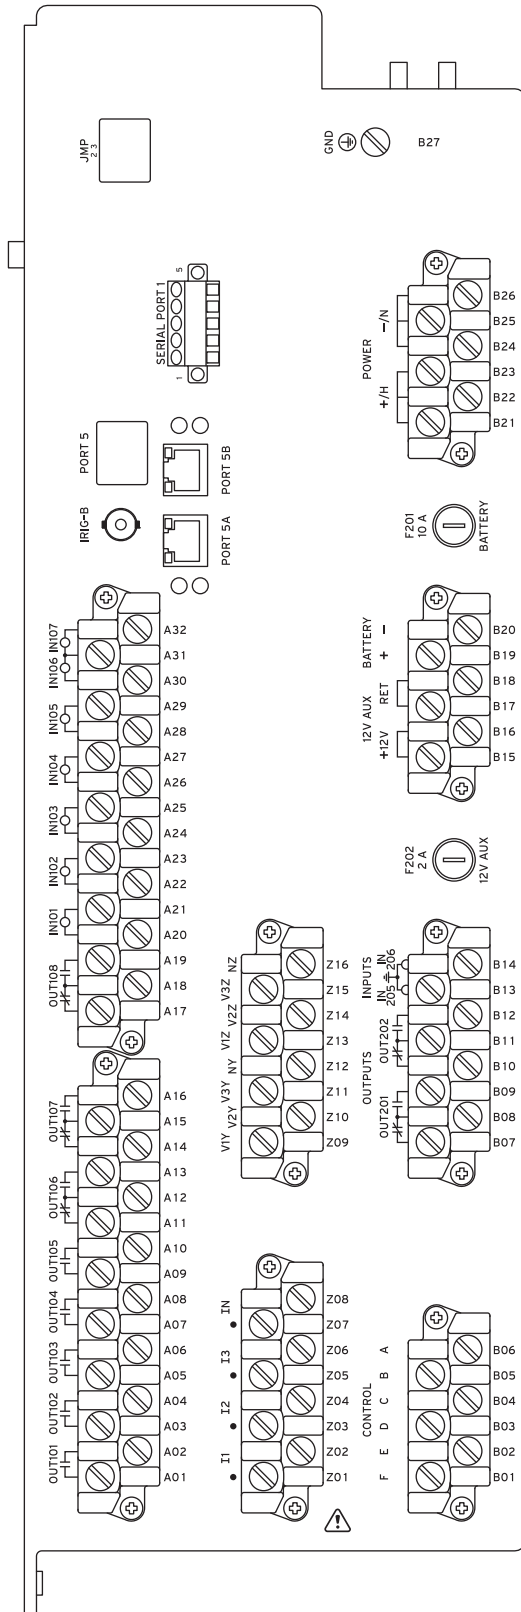 JMP
2 3
GND
B27
SERIAL PORT 1
1
5
PORT 5
IRIG-B
PORT 5B
PORT 5A
POWER
+/H
−/N
B26
B25
B24
B23
B22
B21
F201
10 A
BATTERY
BATTERY
+ −
12V AUX
+12V
RET
B20
B19
B18
B17
B16
B15
F202
2 A
12V AUX
IN101
IN102
IN103
IN104
IN105
IN106
IN107
OUT108
A32
A31
A30
A29
A28
A27
A26
A25
A24
A23
A22
A21
A20
A19
A18
A17
OUT101
OUT102
OUT103
OUT104
OUT105
OUT106
OUT107
A16
A15
A14
A13
A12
A11
A10
A09
A08
A07
A06
A05
A04
A03
A02
A01
V1Y
V2Y
V3Y
NY
V1Z
V2Z
V3Z
NZ
Z16
Z15
Z14
Z13
Z12
Z11
Z10
Z09
I1
I2
I3
IN
Z08
Z07
Z06
Z05
Z04
Z03
Z02
Z01
OUTPUTS
OUT201
OUT202
INPUTS
IN
205
IN
206
B14
B13
B12
B11
B10
B09
B08
B07
CONTROL
F E D C B A
B06
B05
B04
B03
B02
B01